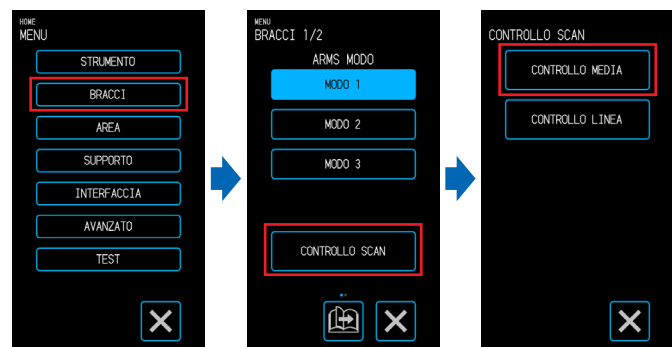 HOME
MENU
STRUMENTO
BRACCI
AREA
SUPPORTO
INTERFACCIA
AVANZATO
TEST
MENU
BRACCI 1/2
ARMS MODO
MODO 1
MODO 2
MODO 3
CONTROLLO SCAN
CONTROLLO SCAN
CONTROLLO MEDIA
CONTROLLO LINEA